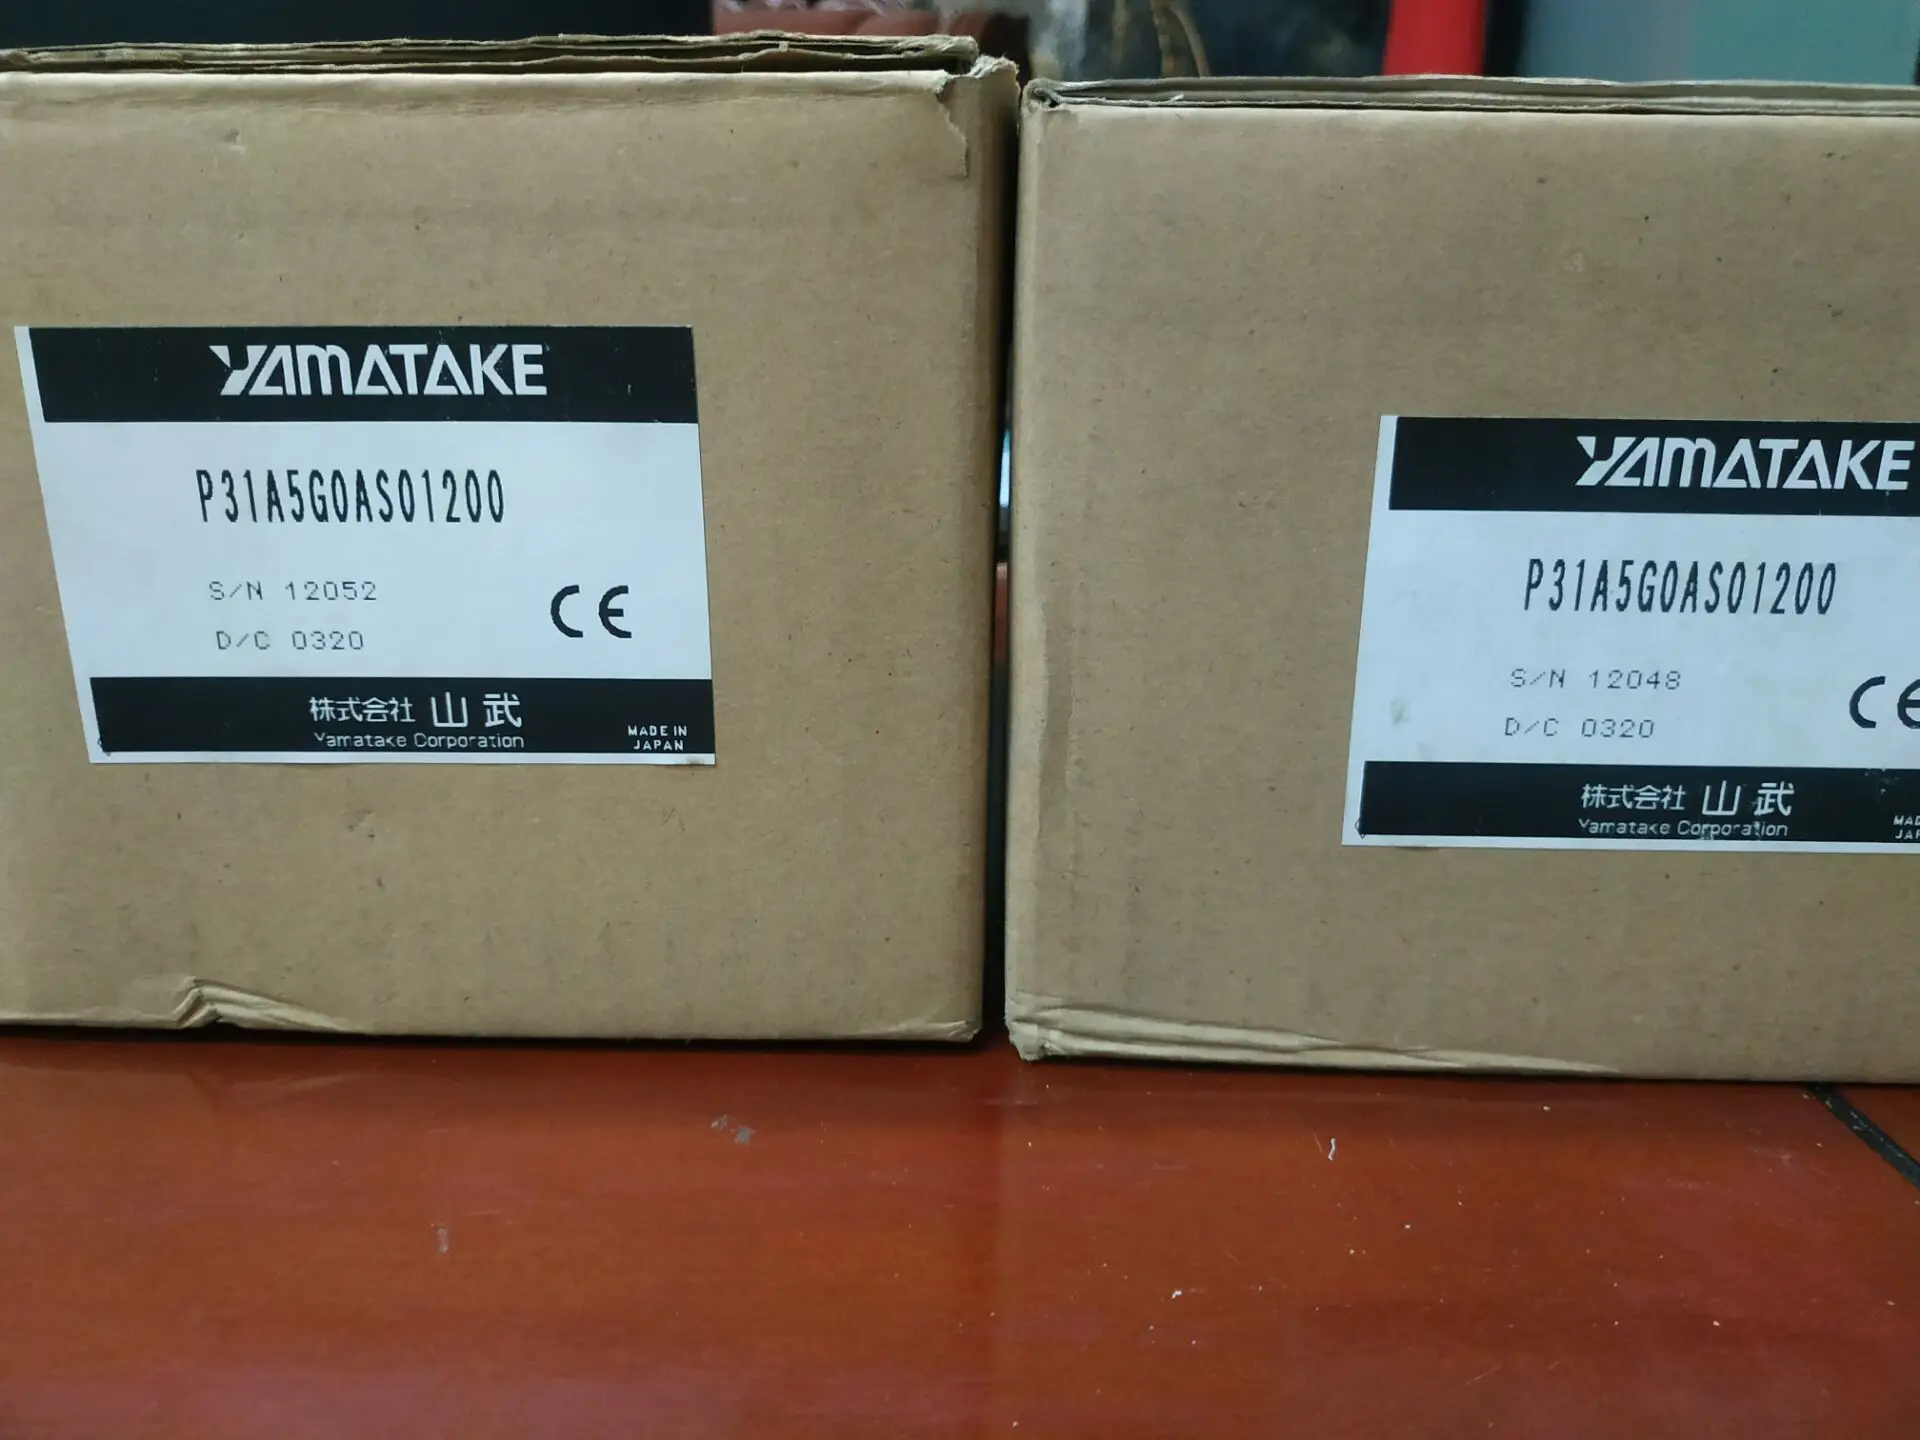 YAMATAKE
P31A5G0AS01200
S/N 12052
D/C 0320
CE
株式会社 山武
Yamatake Corporation
MADE IN
JAPAN
YAMATAKE
P31A5G0AS01200
S/N 12048
D/C 0320
CE
株式会社 山武
Yamatake Corporation